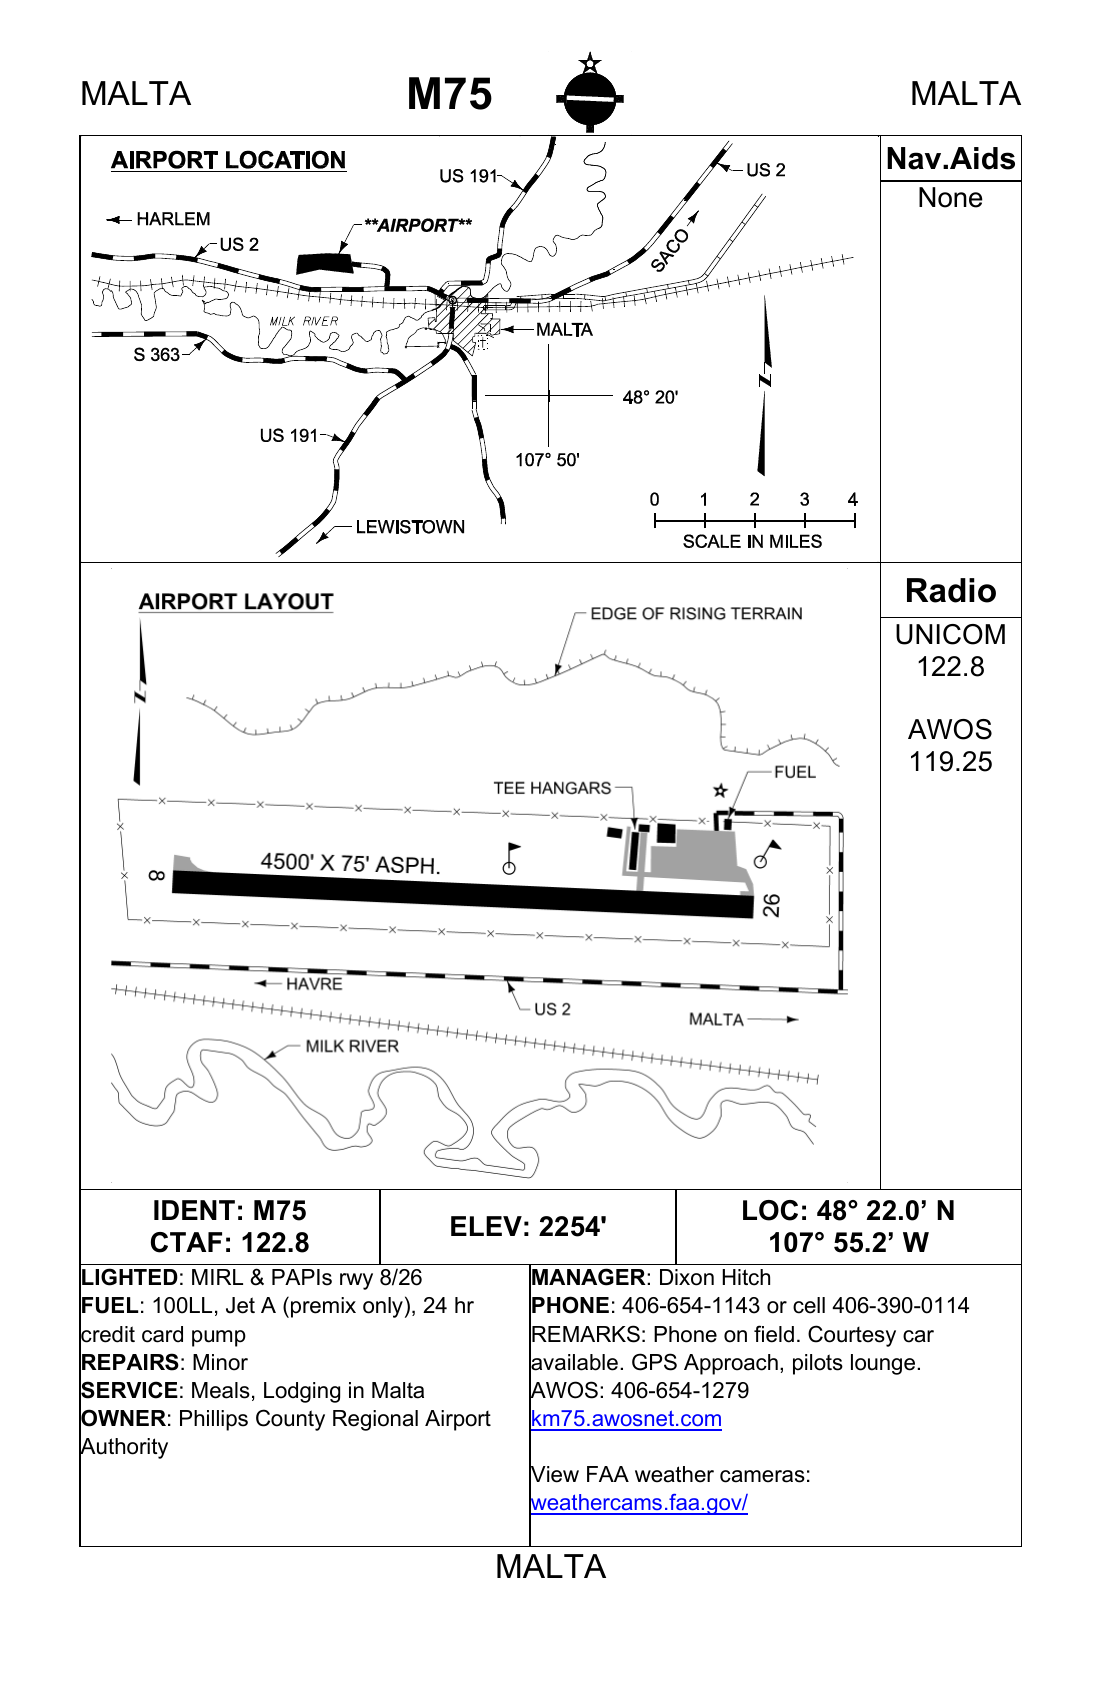 MALTA
M75
MALTA
AIRPORT LOCATION
US 191
US 2
HARLEM
**AIRPORT**
US 2
SACO
MILK RIVER
MALTA
S 363
N
48° 20'
US 191
107° 50'
0 1 2 3 4
LEWISTOWN
SCALE IN MILES
Nav.Aids
None
AIRPORT LAYOUT
EDGE OF RISING TERRAIN
N
FUEL
TEE HANGARS
4500' X 75' ASPH.
8
26
HAVRE
US 2
MALTA
MILK RIVER
Radio
UNICOM
122.8
AWOS
119.25
IDENT: M75
CTAF: 122.8
ELEV: 2254'
LOC: 48° 22.0’ N
107° 55.2’ W
LIGHTED: MIRL & PAPIs rwy 8/26
FUEL: 100LL, Jet A (premix only), 24 hr
credit card pump
REPAIRS: Minor
SERVICE: Meals, Lodging in Malta
OWNER: Phillips County Regional Airport
Authority
MANAGER: Dixon Hitch
PHONE: 406-654-1143 or cell 406-390-0114
REMARKS: Phone on field. Courtesy car
available. GPS Approach, pilots lounge.
AWOS: 406-654-1279
km75.awosnet.com
View FAA weather cameras:
weathercams.faa.gov/
MALTA